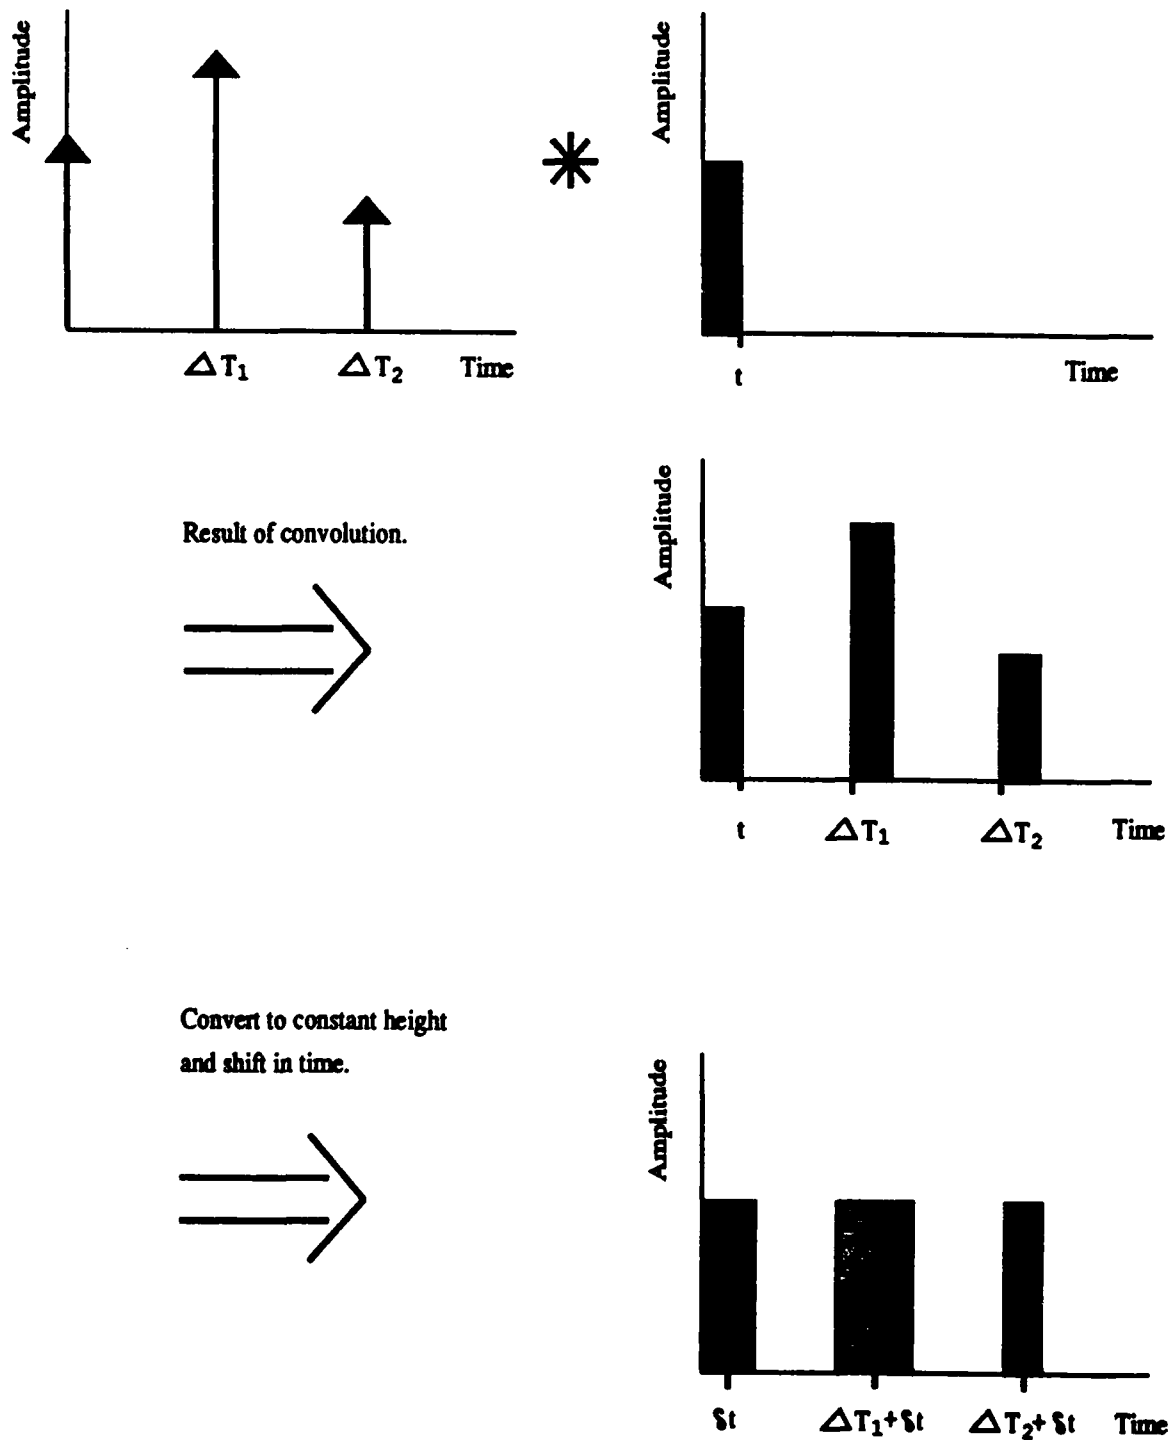 Amplitude
ΔT₁ ΔT₂ Time
*
Amplitude
t Time
Result of convolution.
Amplitude
t ΔT₁ ΔT₂ Time
Convert to constant height
and shift in time.
Amplitude
δt ΔT₁+δt ΔT₂+δt Time